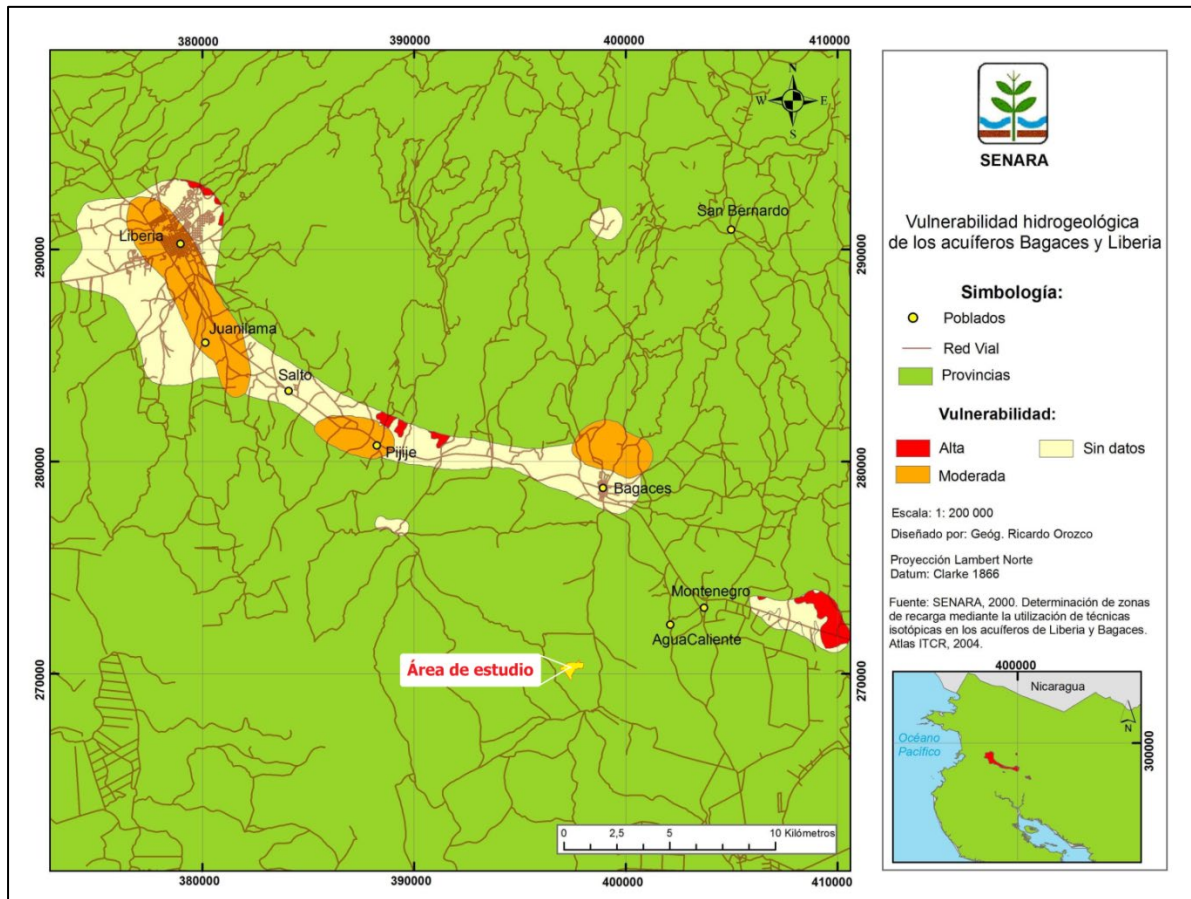 380000
390000
400000
410000
N
W
E
S
San Bernardo
Liberia
290000
290000
Juanilama
Salto
Pijije
280000
280000
Bagaces
Montenegro
AguaCaliente
Área de estudio
270000
270000
0
2,5
5
10 Kilómetros
380000
390000
400000
410000
SENARA
Vulnerabilidad hidrogeológica
de los acuíferos Bagaces y Liberia
Simbología:
Poblados
Red Vial
Provincias
Vulnerabilidad:
Alta
Sin datos
Moderada
Escala: 1: 200 000
Diseñado por: Geóg. Ricardo Orozco
Proyección Lambert Norte
Datum: Clarke 1866
Fuente: SENARA, 2000. Determinación de zonas
de recarga mediante la utilización de técnicas
isotópicas en los acuíferos de Liberia y Bagaces.
Atlas ITCR, 2004.
400000
Nicaragua
N
Océano
Pacífico
300000